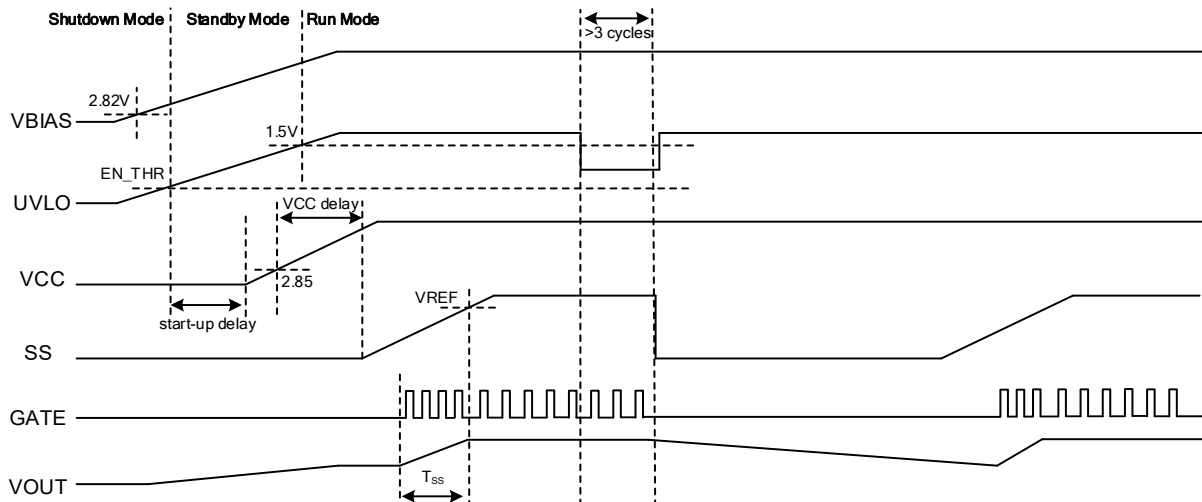 Shutdown Mode Standby Mode Run Mode
>3 cycles
2.82V
VBIAS
1.5V
EN_THR
UVLO
VCC delay
VCC
2.85
start-up delay
VREF
SS
GATE
VOUT
Tss